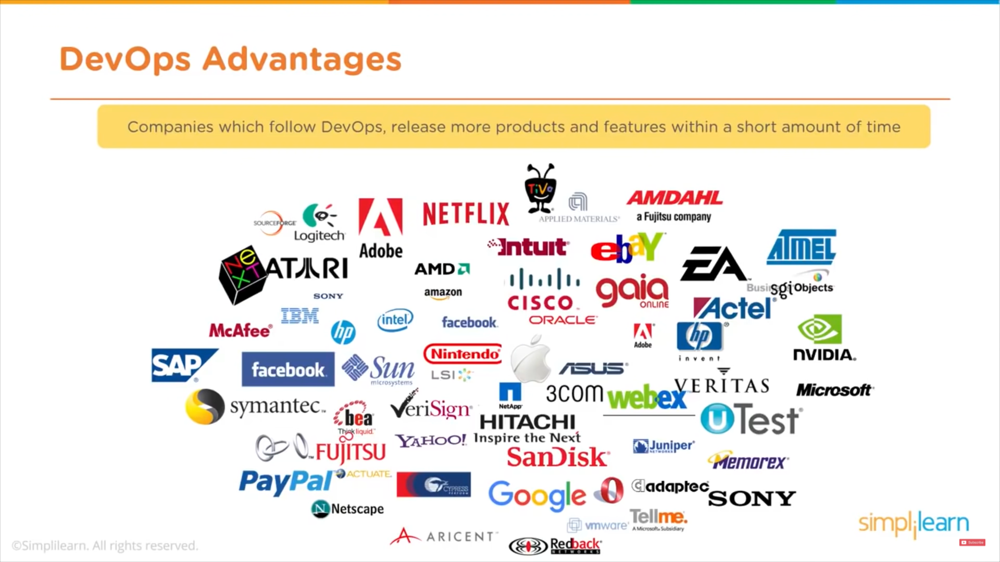 DevOps Advantages
Companies which follow DevOps, release more products and features within a short amount of time
TiVo
SOURCEFORGE
Logitech
Adobe
NETFLIX
APPLIED MATERIALS®
AMDAHL
a Fujitsu company
NeXT
ATARI
AMD
intuit
ebaY
EA
ATMEL
SONY
amazon
CISCO
gaia
ONLINE
sgi
Objects
Actel
McAfee®
IBM
hp
intel
facebook.
ORACLE
Adobe
hp
invent
NVIDIA.
SAP
facebook
Sun
microsystems
Nintendo®
LSI
ASUS
VERITAS
Microsoft
symantec™
bea
Think liquid.™
VeriSign
NetApp
3COM
webex
uTest
HITACHI
Inspire the Next
YAHOO!
FUJITSU
SanDisk
Juniper
NETWORKS
Memorex
PayPal
ACTUATE.
CYPRESS
PERFORM
Google
adaptec
SONY
Netscape
vmware
Tellme.
A Microsoft® Subsidiary
ARICENT™
Redback
NETWORKS
simplilearn
Subscribe
©Simplilearn. All rights reserved.